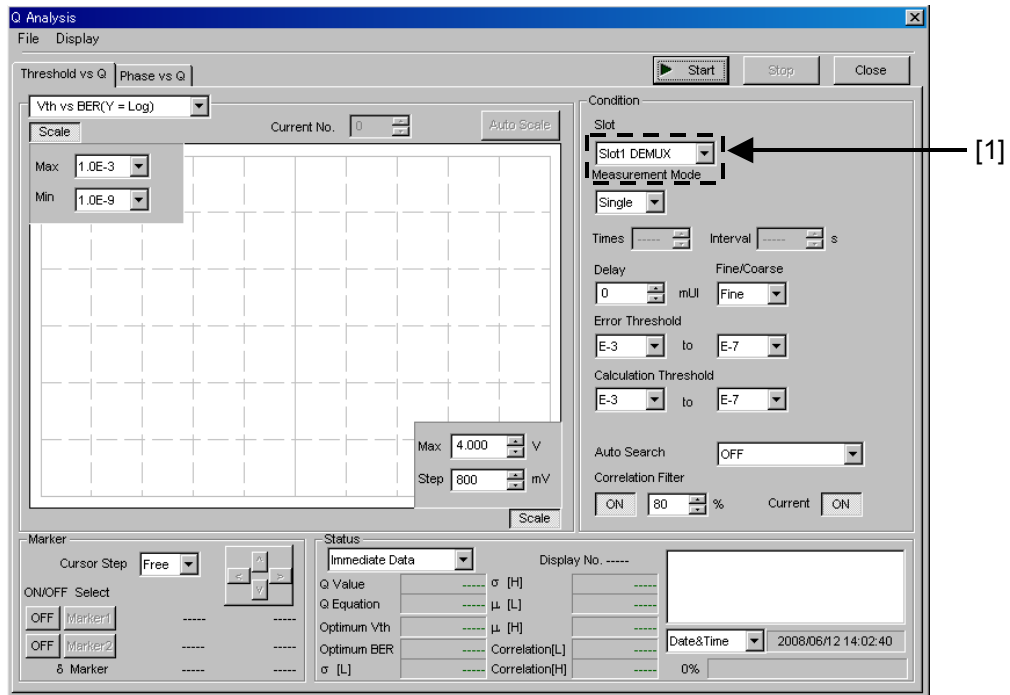 Q Analysis
File Display
Threshold vs Q Phase vs Q
Start Stop Close
Vth vs BER(Y = Log)
Scale
Current No. 0
Auto Scale
Max 1.0E-3
Min 1.0E-9
Max 4.000 V
Step 800 mV
Scale
Condition
Slot
Slot1 DEMUX
[1]
Measurement Mode
Single
Times ----- Interval ----- s
Delay Fine/Coarse
0 mUI Fine
Error Threshold
E-3 to E-7
Calculation Threshold
E-3 to E-7
Auto Search OFF
Correlation Filter
ON 80 % Current ON
Marker
Cursor Step Free
< ^ v >
ON/OFF Select
OFF Marker1 ----- -----
OFF Marker2 ----- -----
δ Marker ----- -----
Status
Immediate Data Display No. -----
Q Value ----- σ [H] -----
Q Equation ----- μ [L] -----
Optimum Vth ----- μ [H] -----
Optimum BER ----- Correlation[L] -----
σ [L] ----- Correlation[H] -----
Date&Time 2008/06/12 14:02:40
0%